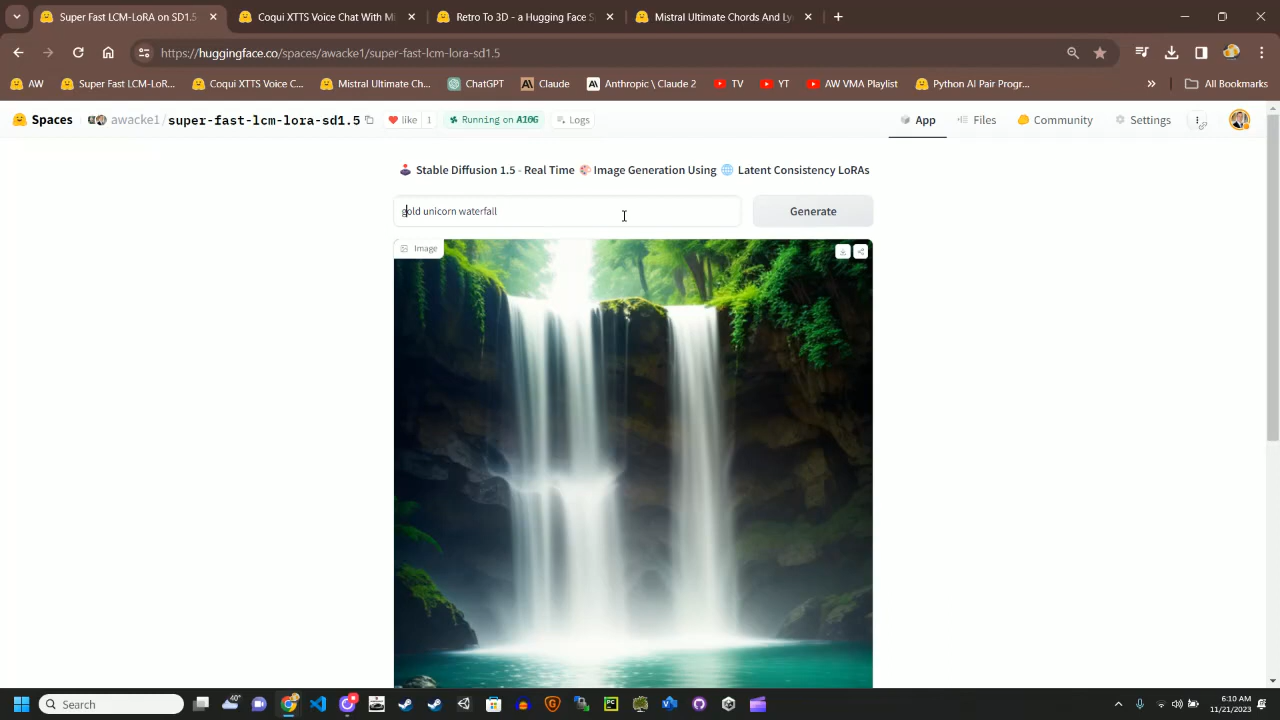 Super Fast LCM-LoRA on SD1.5
Coqui XTTS Voice Chat With Mi
Retro To 3D - a Hugging Face S
Mistral Ultimate Chords And Ly
https://huggingface.co/spaces/awacke1/super-fast-lcm-lora-sd1.5
AW
Super Fast LCM-LoR...
Coqui XTTS Voice C...
Mistral Ultimate Ch...
ChatGPT
Claude
Anthropic \ Claude 2
TV
YT
AW VMA Playlist
Python AI Pair Progr...
All Bookmarks
Spaces
awacke1/super-fast-lcm-lora-sd1.5
like 1
Running on A10G
Logs
App
Files
Community
Settings
Stable Diffusion 1.5 - Real Time Image Generation Using Latent Consistency LoRAs
gold unicorn waterfall
Generate
Image
Search
40°
6:10 AM
11/21/2023